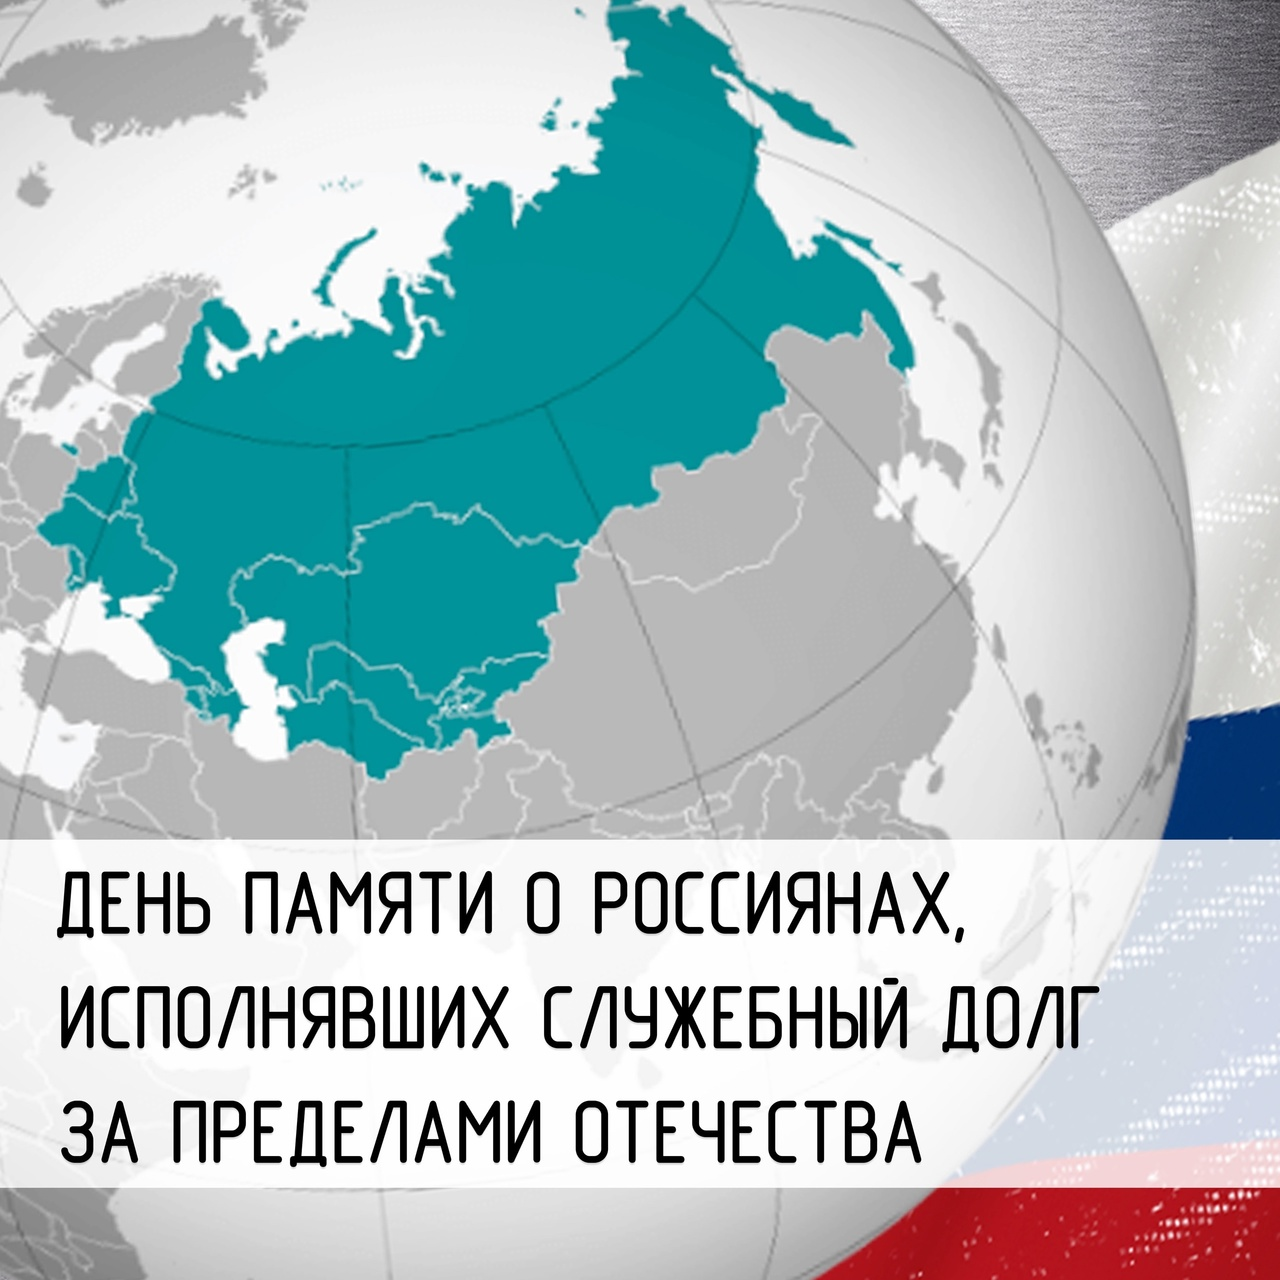 ДЕНЬ ПАМЯТИ О РОССИЯНАХ,
ИСПОЛНЯВШИХ СЛУЖЕБНЫЙ ДОЛГ
ЗА ПРЕДЕЛАМИ ОТЕЧЕСТВА